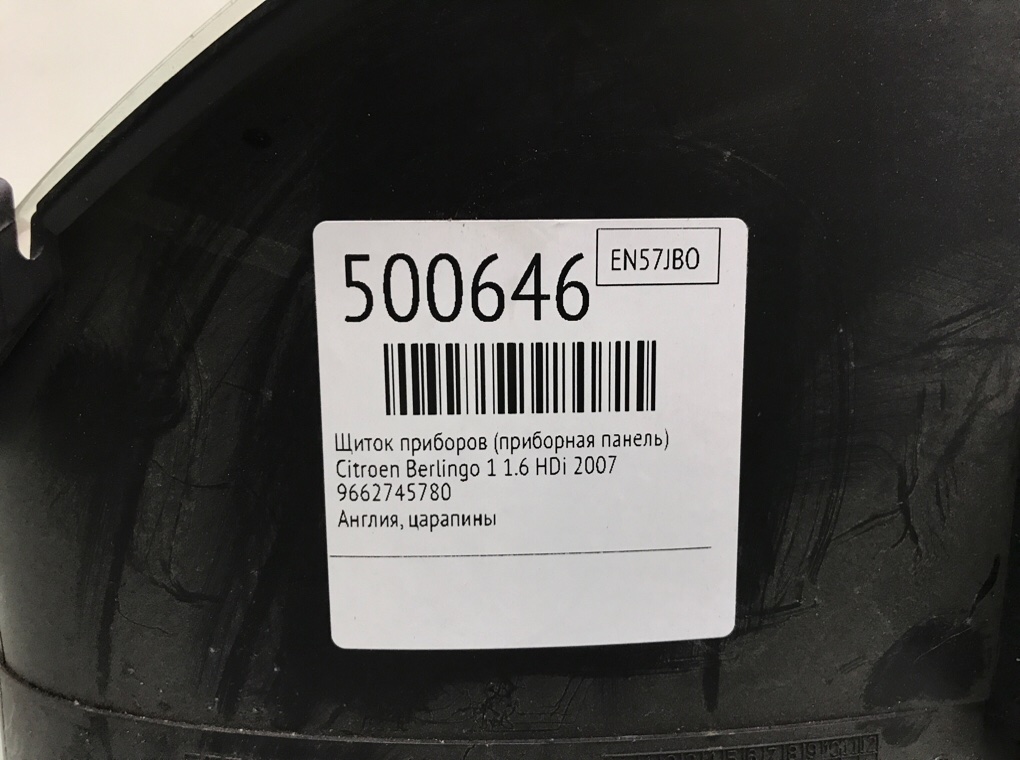 500646
EN57JBO
Щиток приборов (приборная панель)
Citroen Berlingo 1 1.6 HDi 2007
9662745780
Англия, царапины